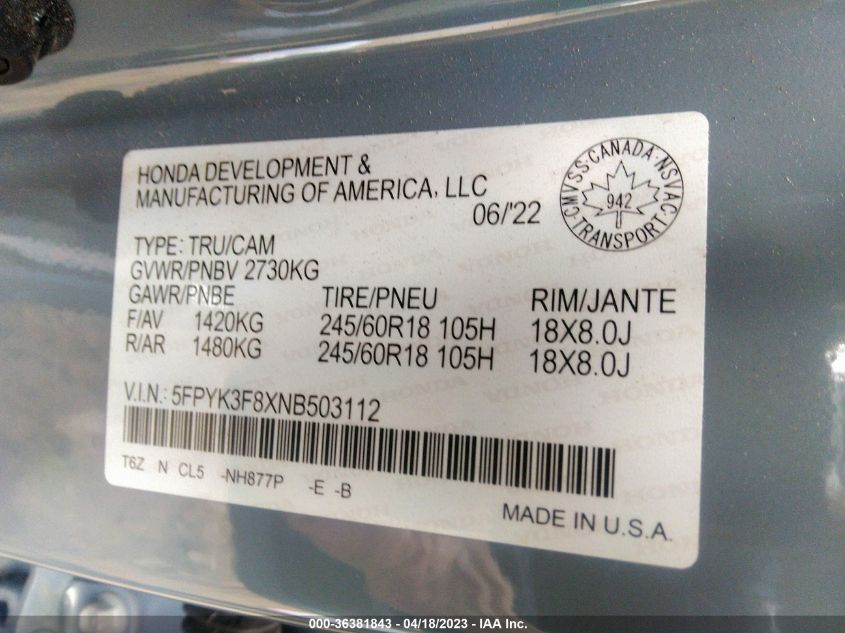 HONDA DEVELOPMENT &
MANUFACTURING OF AMERICA, LLC
06/'22
CMVSS·CANADA·NSVAC
942
TRANSPORT
TYPE: TRU/CAM
GVWR/PNBV 2730KG
GAWR/PNBE TIRE/PNEU RIM/JANTE
F/AV 1420KG 245/60R18 105H 18X8.0J
R/AR 1480KG 245/60R18 105H 18X8.0J
V.I.N.: 5FPYK3F8XNB503112
T6Z N CL5 -NH877P -E -B
MADE IN U.S.A.
000-36381843 - 04/18/2023 - IAA Inc.